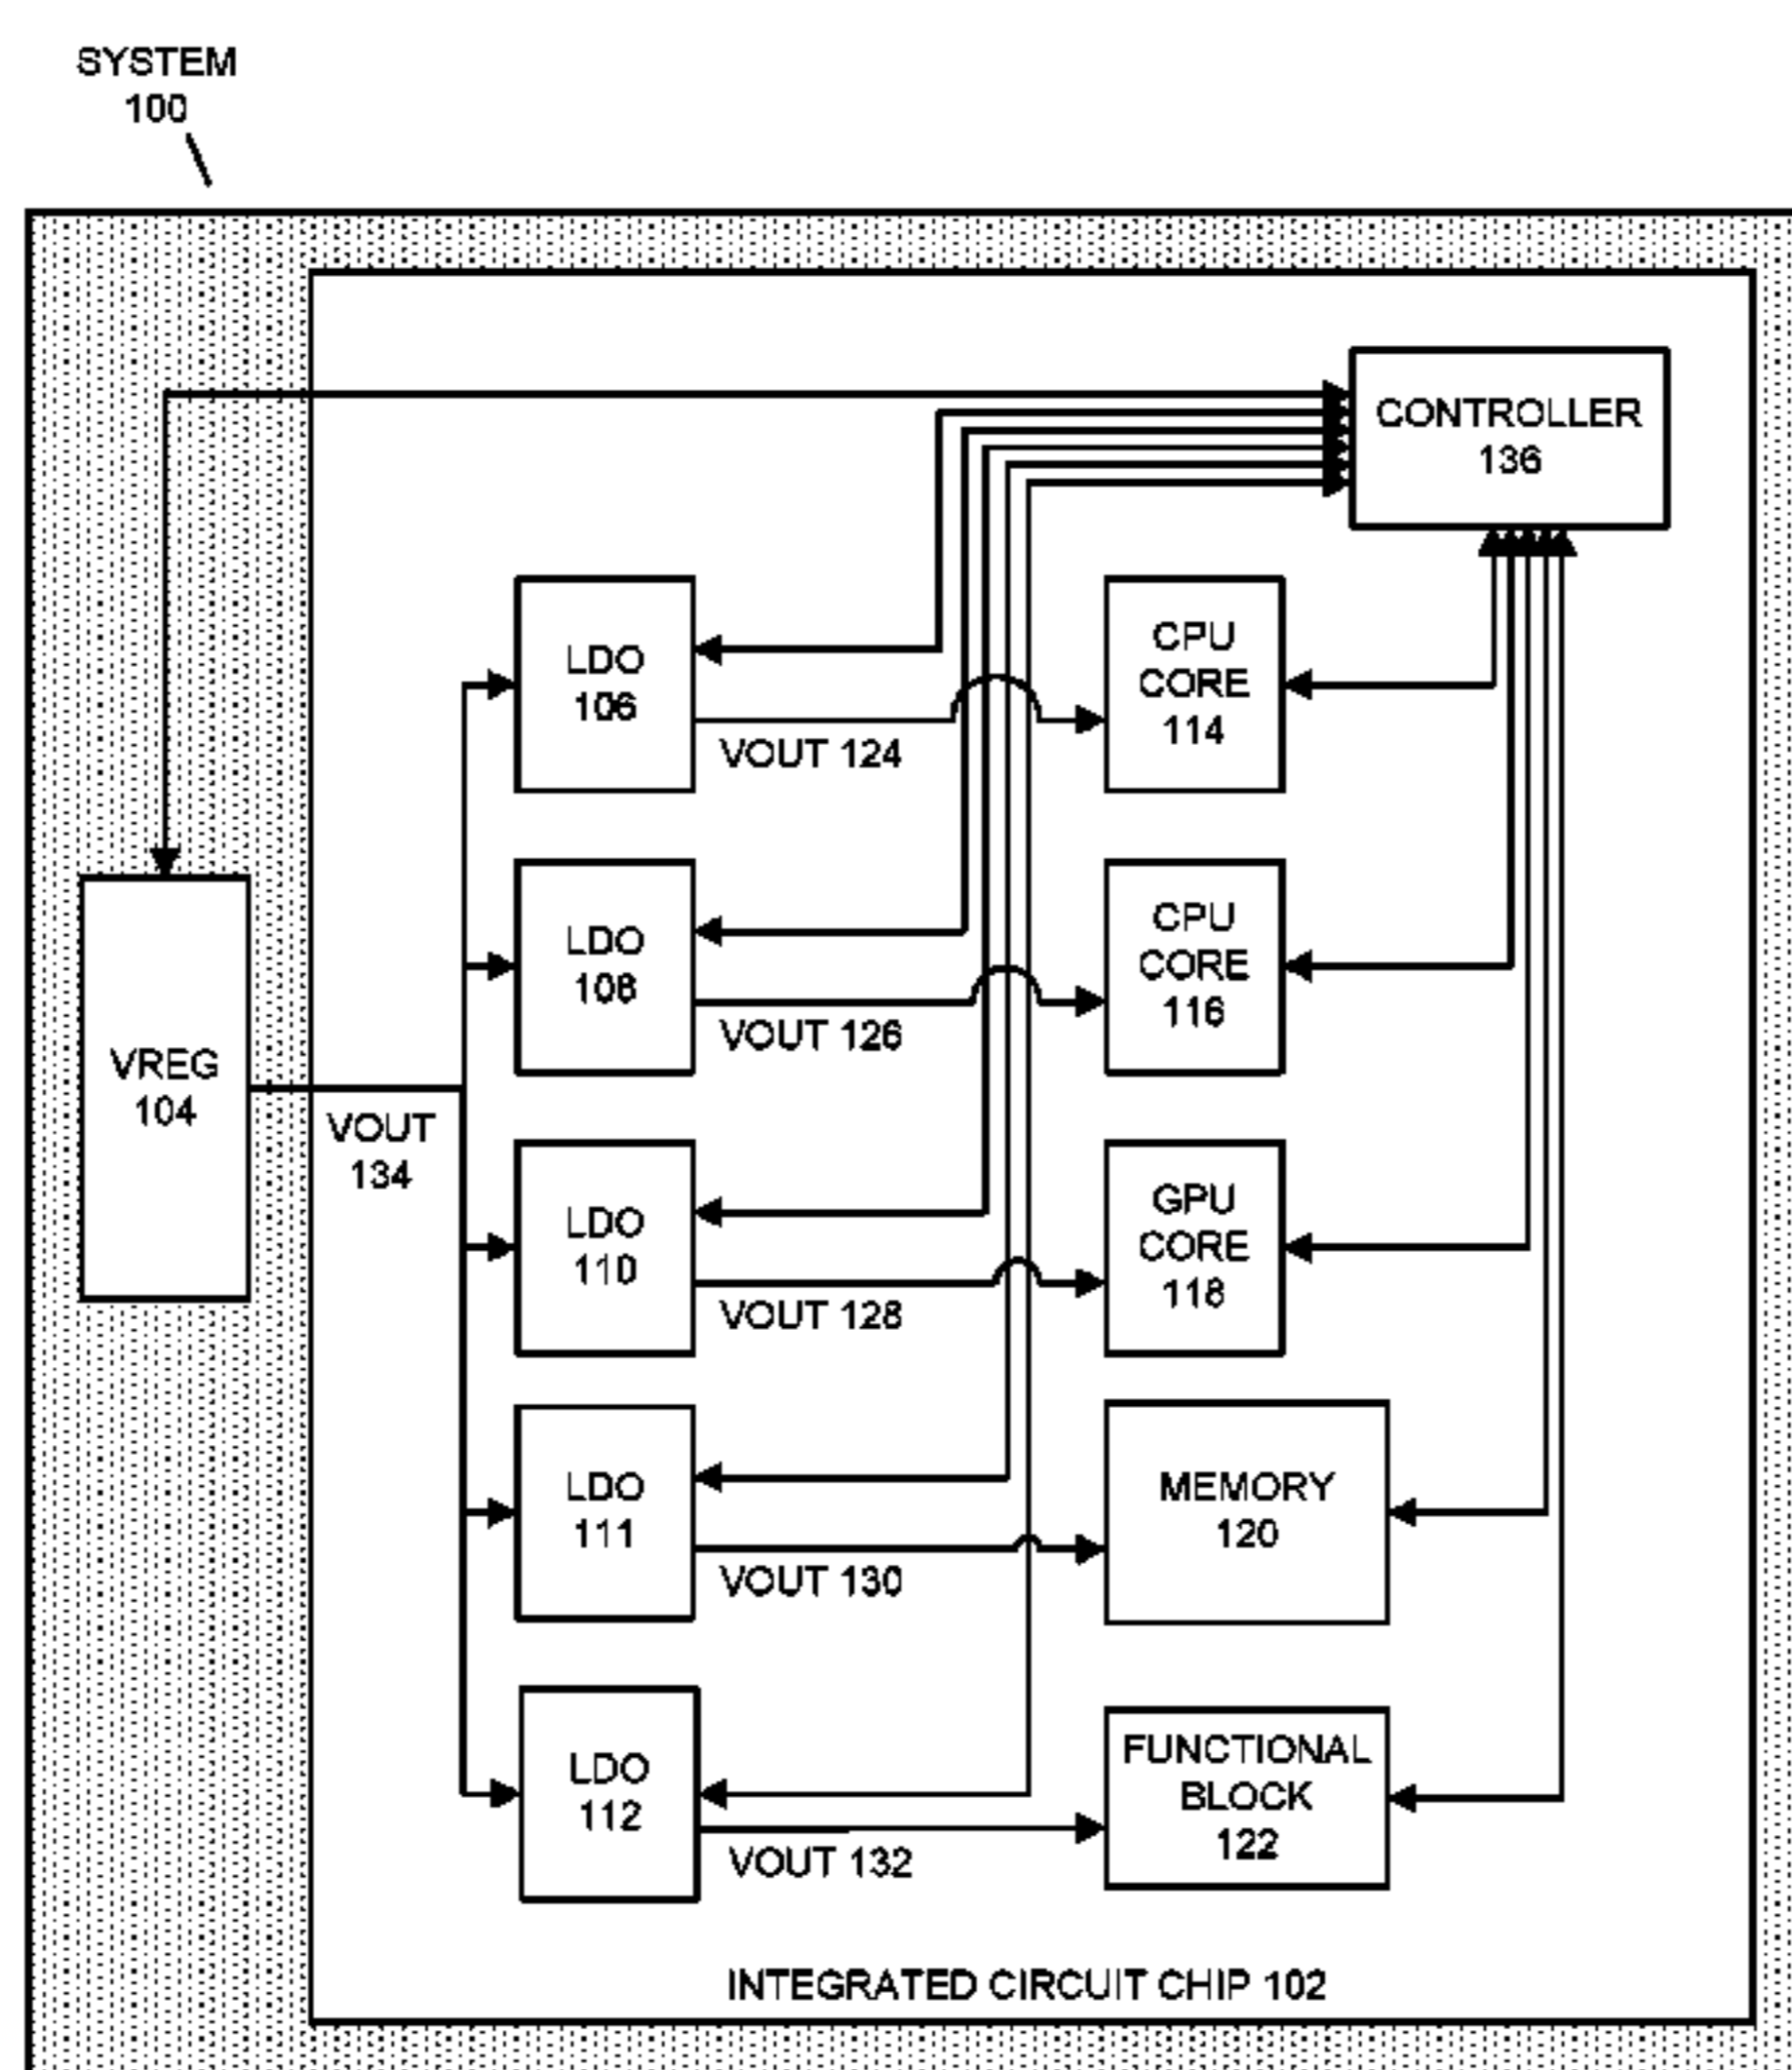 SYSTEM
100
CONTROLLER
136
LDO
106
CPU
CORE
114
VOUT 124
LDO
108
CPU
CORE
116
VOUT 126
VREG
104
VOUT
134
LDO
110
GPU
CORE
118
VOUT 128
LDO
111
MEMORY
120
VOUT 130
LDO
112
FUNCTIONAL
BLOCK
122
VOUT 132
INTEGRATED CIRCUIT CHIP 102